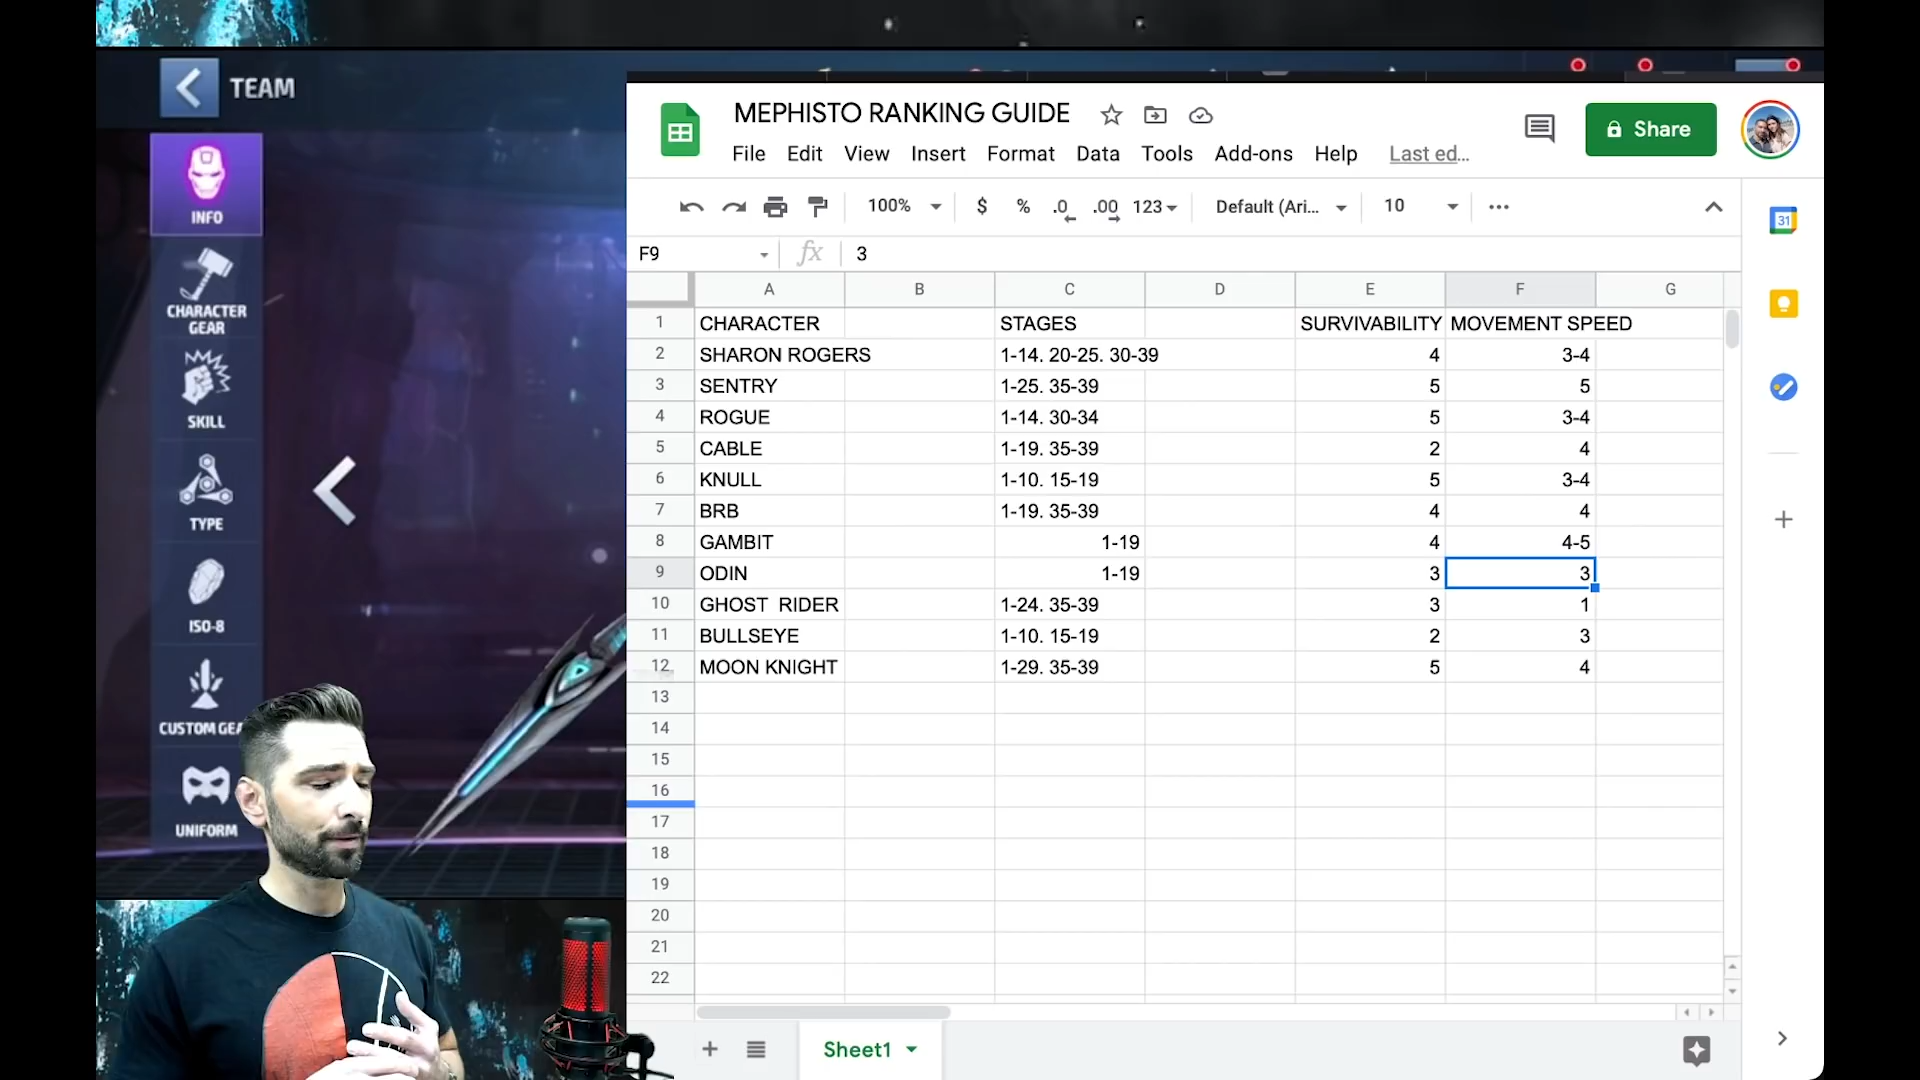 TEAM
INFO
CHARACTER
GEAR
SKILL
TYPE
ISO-8
CUSTOM GEA
UNIFORM
MEPHISTO RANKING GUIDE
File Edit View Insert Format Data Tools Add-ons Help Last ed...
Share
31
100% $ % .0 .00 123 Default (Ari... 10 ...
F9 fx 3
A B C D E F G
1 CHARACTER STAGES SURVIVABILITY MOVEMENT SPEED
2 SHARON ROGERS 1-14. 20-25. 30-39 4 3-4
3 SENTRY 1-25. 35-39 5 5
4 ROGUE 1-14. 30-34 5 3-4
5 CABLE 1-19. 35-39 2 4
6 KNULL 1-10. 15-19 5 3-4
7 BRB 1-19. 35-39 4 4
8 GAMBIT 1-19 4 4-5
9 ODIN 1-19 3 3
10 GHOST RIDER 1-24. 35-39 3 1
11 BULLSEYE 1-10. 15-19 2 3
12 MOON KNIGHT 1-29. 35-39 5 4
13
14
15
16
17
18
19
20
21
22
Sheet1